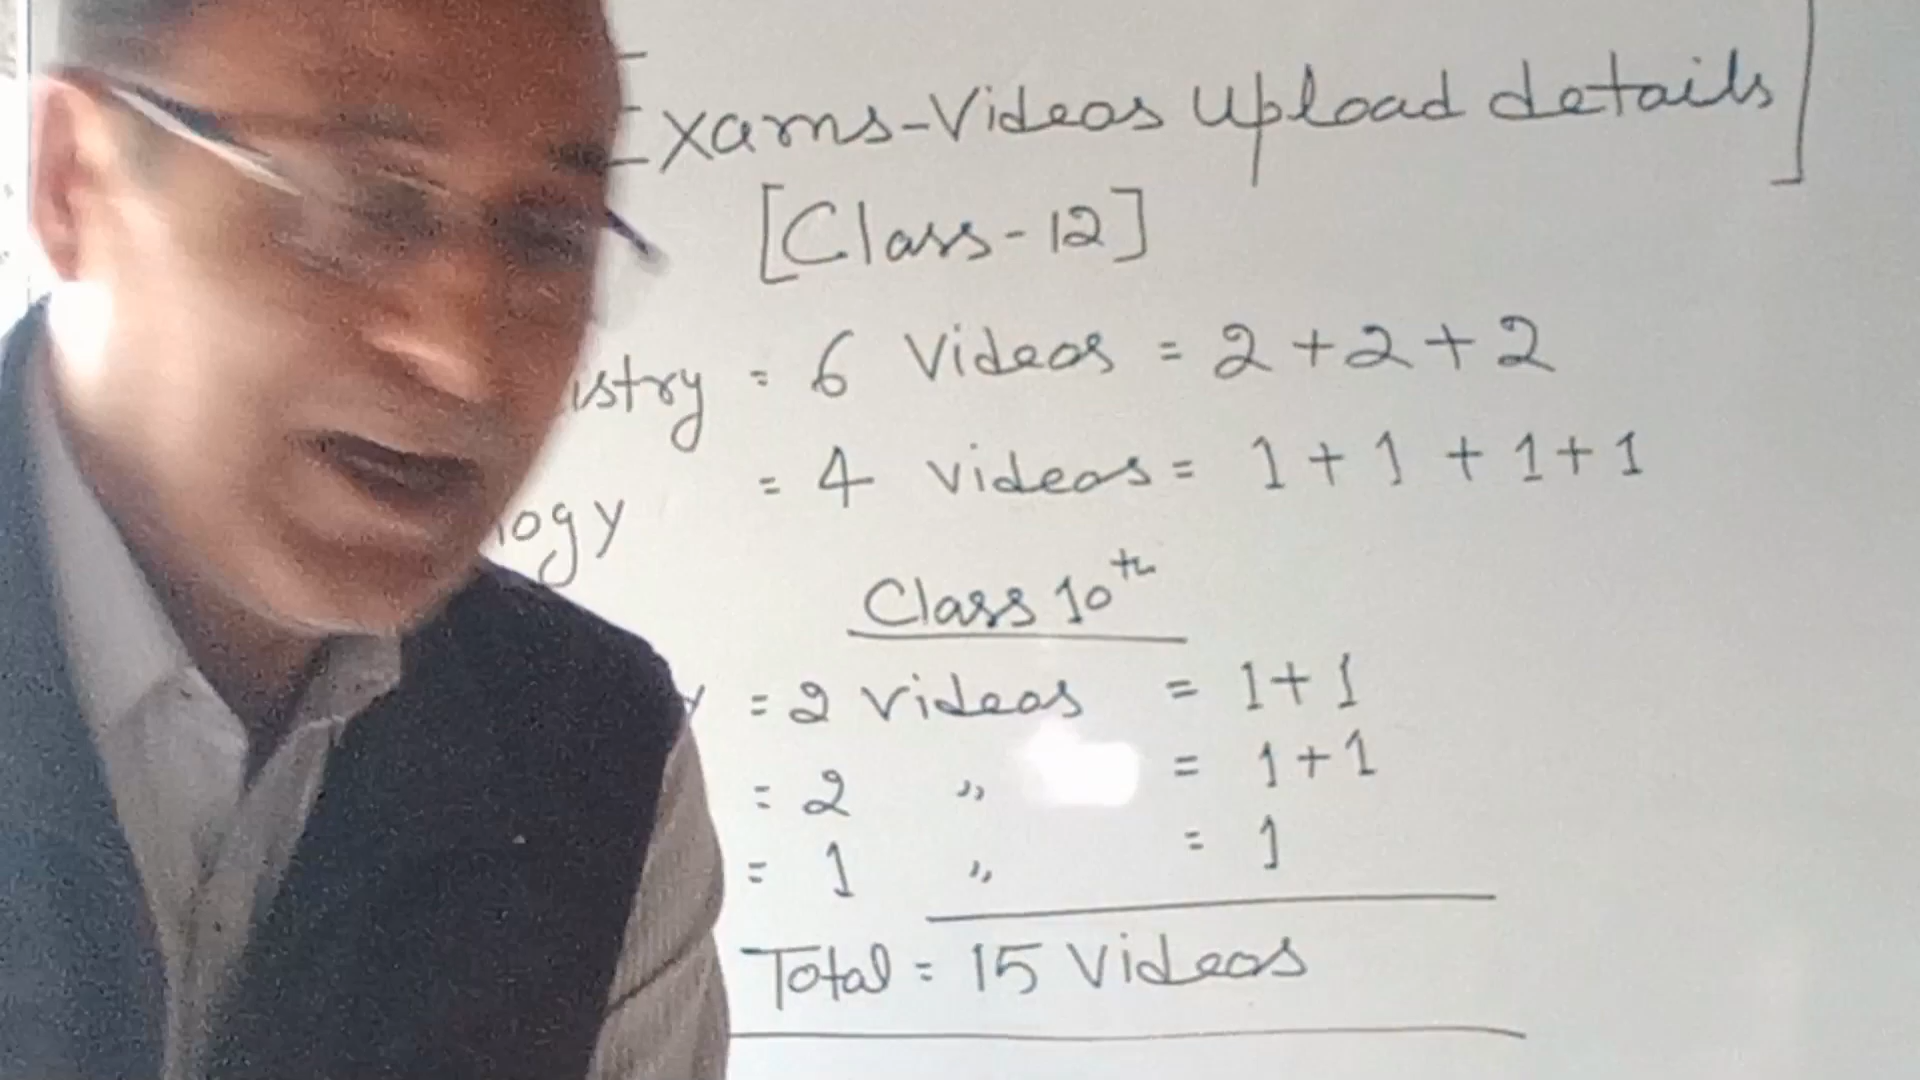 Exams-Videos Upload details]
[Class-12]
istry = 6 Videos = 2+2+2
logy = 4 videos = 1+1+1+1
Class 10th
y = 2 videos = 1+1
= 2 " = 1+1
= 1 " = 1
Total = 15 Videos